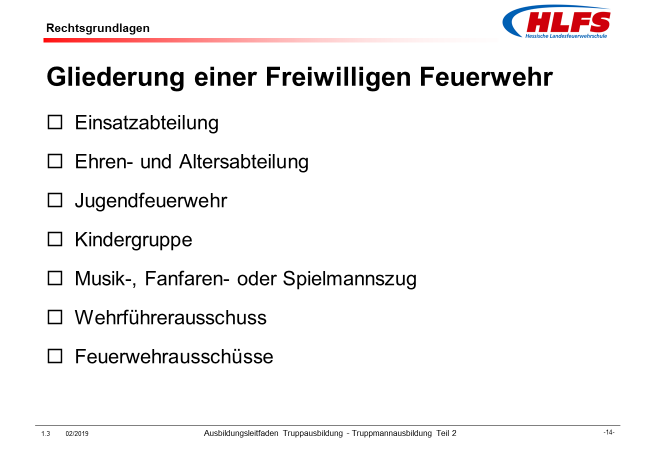 Rechtsgrundlagen
HLFS
Hessische Landesfeuerwehrschule
Gliederung einer Freiwilligen Feuerwehr
Einsatzabteilung
Ehren- und Altersabteilung
Jugendfeuerwehr
Kindergruppe
Musik-, Fanfaren- oder Spielmannszug
Wehrführerausschuss
Feuerwehrausschüsse
1.3 02/2019 Ausbildungsleitfaden Truppausbildung - Truppmannausbildung Teil 2 -14-